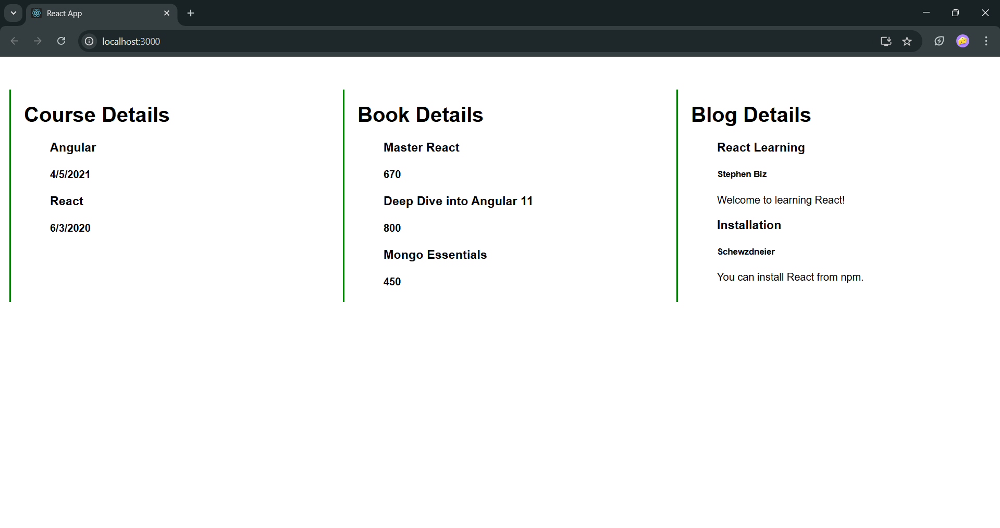 React App
localhost:3000
Course Details
Angular
4/5/2021
React
6/3/2020
Book Details
Master React
670
Deep Dive into Angular 11
800
Mongo Essentials
450
Blog Details
React Learning
Stephen Biz
Welcome to learning React!
Installation
Schewzdneier
You can install React from npm.